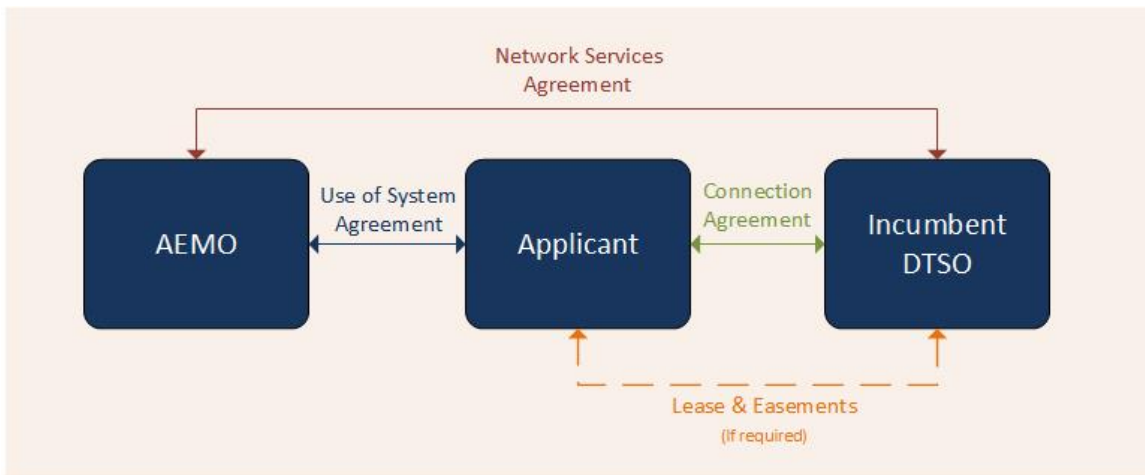 Network Services
Agreement
AEMO
Use of System
Agreement
Applicant
Connection
Agreement
Incumbent
DTSO
Lease & Easements
(If required)